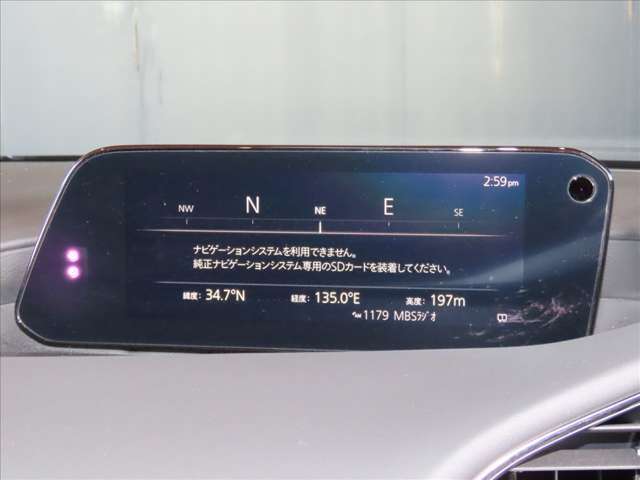 2:59pm
NW N NE E SE
ナビゲーションシステムを利用できません。
純正ナビゲーションシステム専用のSDカードを装着してください。
緯度: 34.7°N 経度: 135.0°E 高度: 197m
1179 MBSラジオ